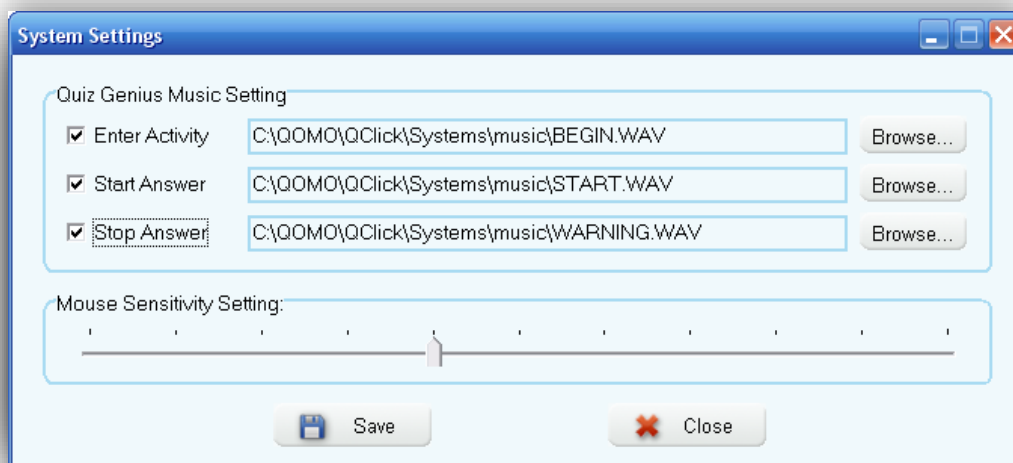 System Settings
Quiz Genius Music Setting
Enter Activity C:\QOMO\QClick\Systems\music\BEGIN.WAV Browse...
Start Answer C:\QOMO\QClick\Systems\music\START.WAV Browse...
Stop Answer C:\QOMO\QClick\Systems\music\WARNING.WAV Browse...
Mouse Sensitivity Setting:
Save Close